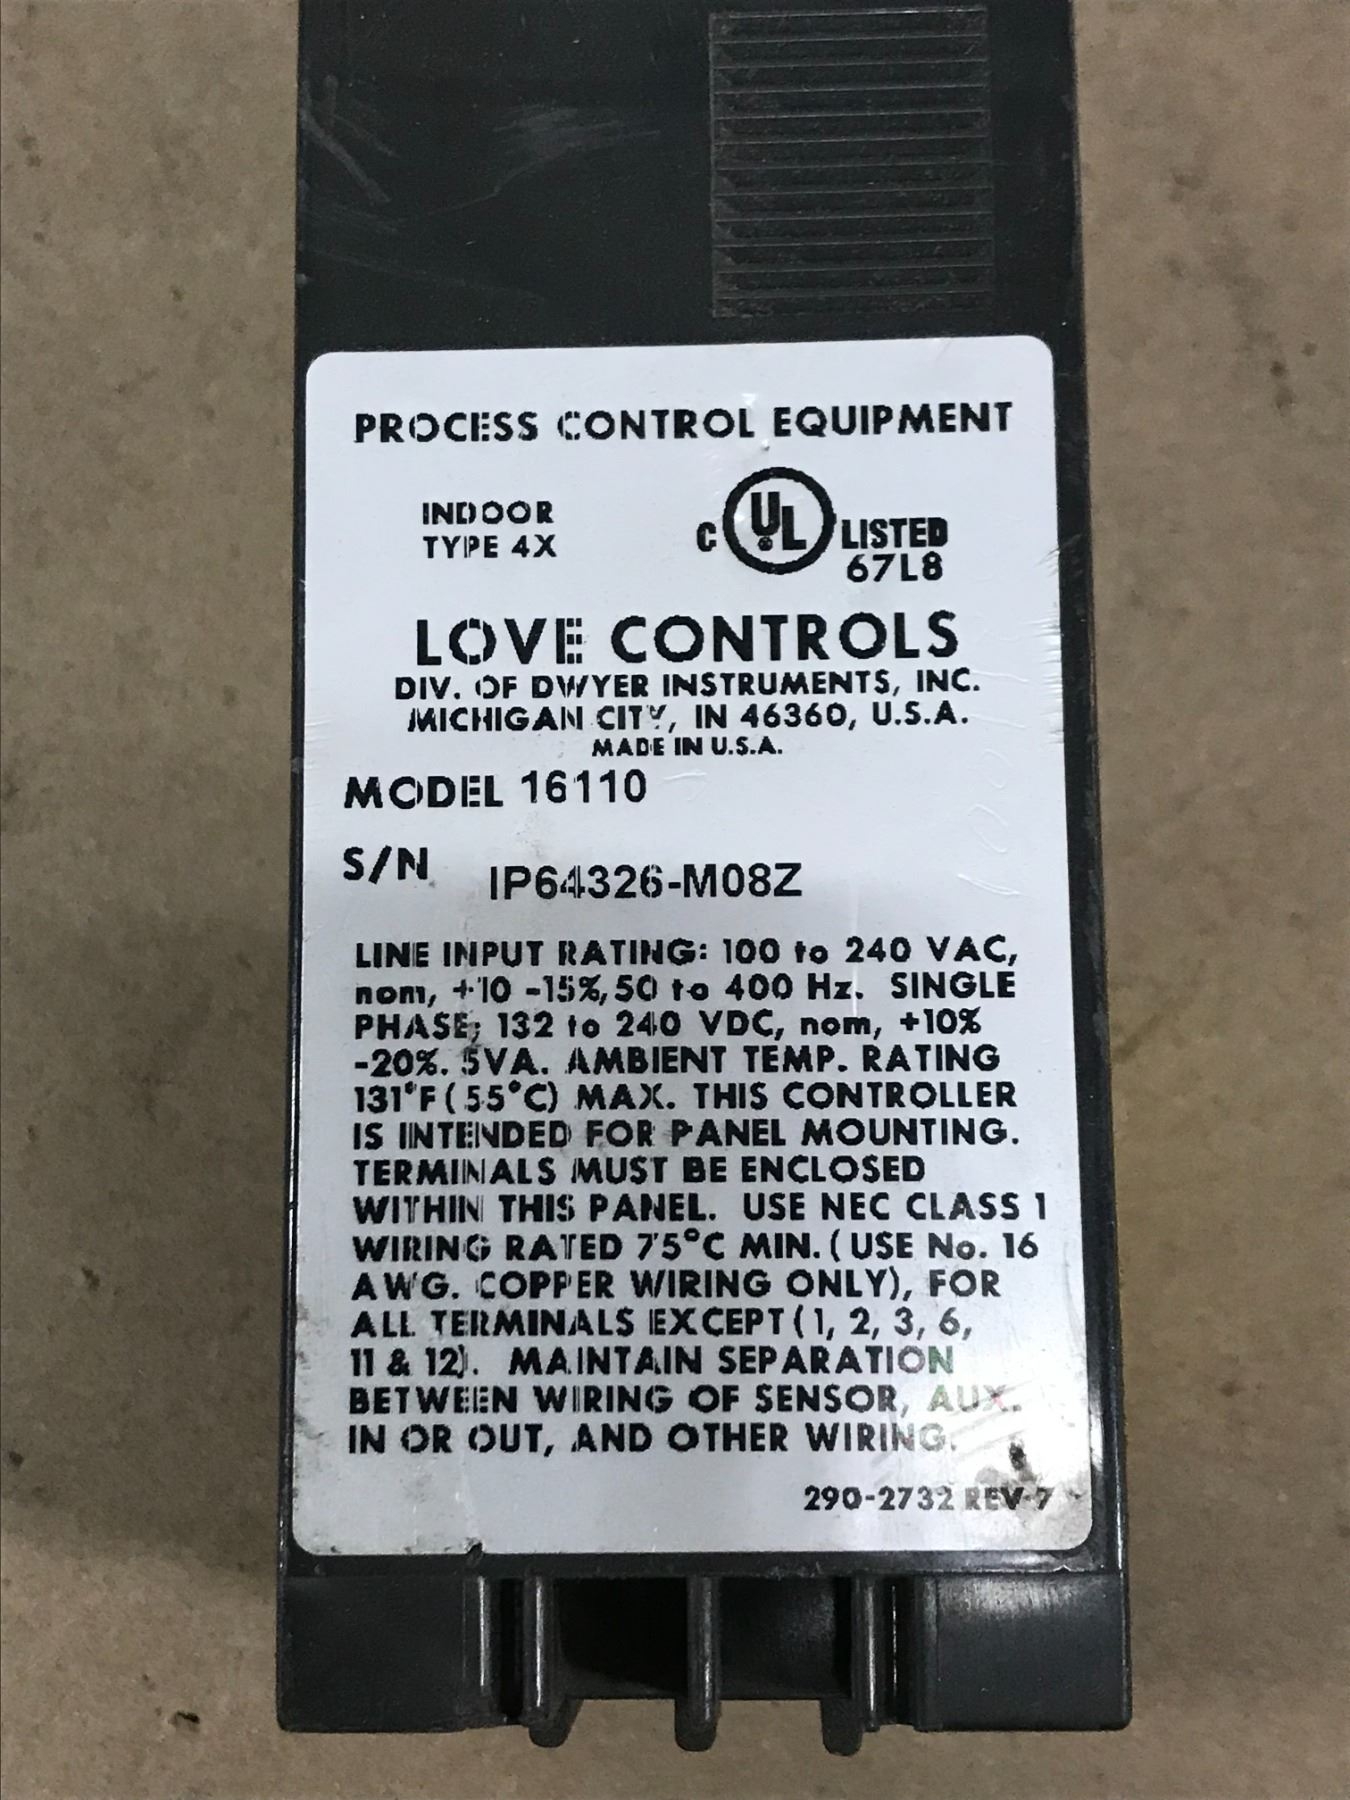 PROCESS CONTROL EQUIPMENT
INDOOR
TYPE 4X
C UL LISTED
67L8
LOVE CONTROLS
DIV. OF DWYER INSTRUMENTS, INC.
MICHIGAN CITY, IN 46360, U.S.A.
MADE IN U.S.A.
MODEL 16110
S/N IP64326-M08Z
LINE INPUT RATING: 100 to 240 VAC,
nom, +10 -15%, 50 to 400 Hz. SINGLE
PHASE; 132 to 240 VDC, nom, +10%
-20%. 5VA. AMBIENT TEMP. RATING
131°F (55°C) MAX. THIS CONTROLLER
IS INTENDED FOR PANEL MOUNTING.
TERMINALS MUST BE ENCLOSED
WITHIN THIS PANEL. USE NEC CLASS 1
WIRING RATED 75°C MIN. (USE No. 16
AWG. COPPER WIRING ONLY), FOR
ALL TERMINALS EXCEPT (1, 2, 3, 6,
11 & 12). MAINTAIN SEPARATION
BETWEEN WIRING OF SENSOR, AUX.
IN OR OUT, AND OTHER WIRING.
290-2732 REV-7